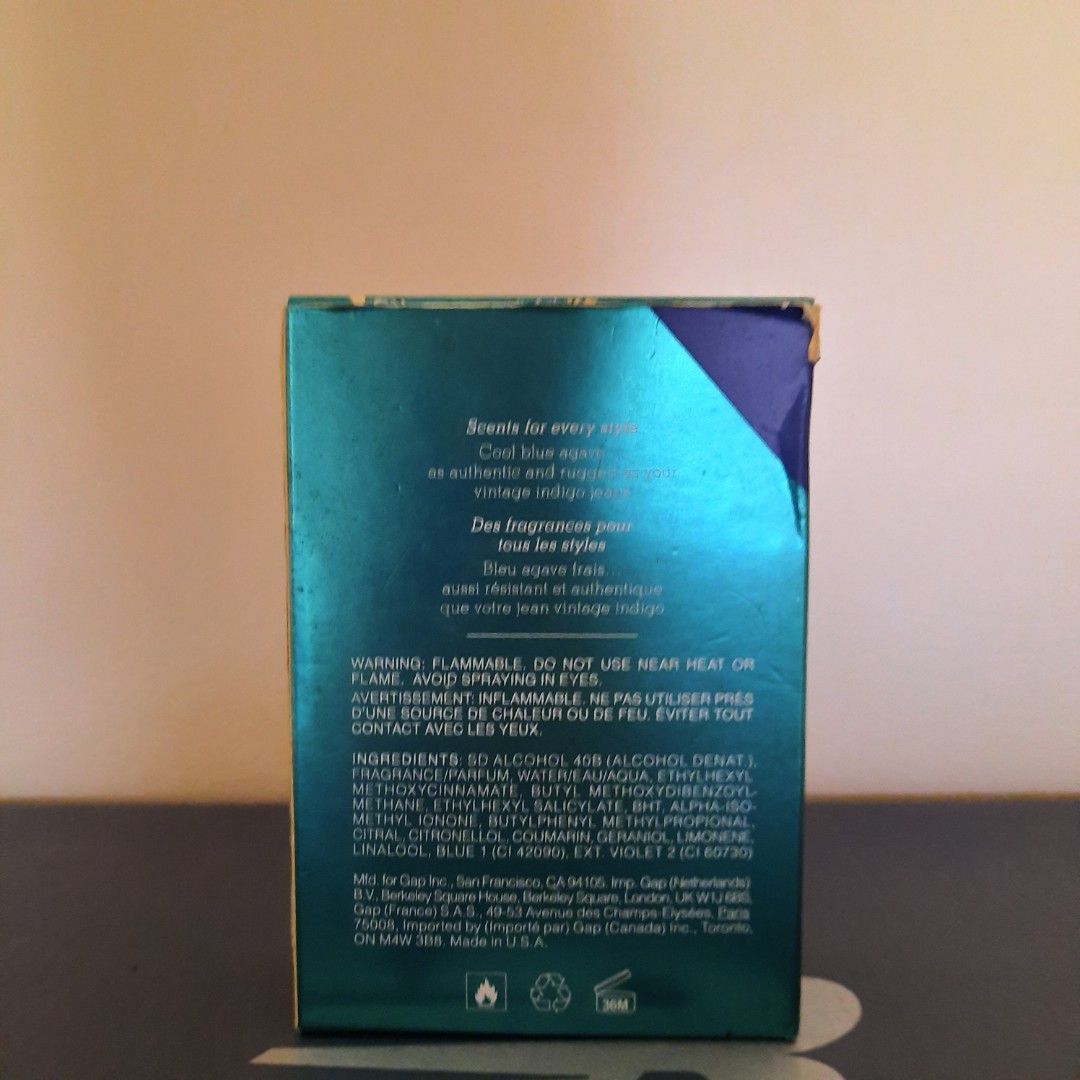 Scents for every style
Cool blue agave...
as authentic and rugged as your
vintage indigo jeans
Des fragrances pour
tous les styles
Bleu agave frais...
aussi résistant et authentique
que votre jean vintage indigo
WARNING: FLAMMABLE. DO NOT USE NEAR HEAT OR
FLAME. AVOID SPRAYING IN EYES.
AVERTISSEMENT: INFLAMMABLE. NE PAS UTILISER PRÈS
D'UNE SOURCE DE CHALEUR OU DE FEU. ÉVITER TOUT
CONTACT AVEC LES YEUX.
INGREDIENTS: SD ALCOHOL 40B (ALCOHOL DENAT.),
FRAGRANCE/PARFUM, WATER/EAU/AQUA, ETHYLHEXYL
METHOXYCINNAMATE, BUTYL METHOXYDIBENZOYL-
METHANE, ETHYLHEXYL SALICYLATE, BHT, ALPHA-ISO-
METHYL IONONE, BUTYLPHENYL METHYLPROPIONAL,
CITRAL, CITRONELLOL, COUMARIN, GERANIOL, LIMONENE,
LINALOOL, BLUE 1 (CI 42090), EXT. VIOLET 2 (CI 60730)
Mfd. for Gap Inc., San Francisco, CA 94105. Imp. Gap (Netherlands)
B.V., Berkeley Square House, Berkeley Square, London, UK W1J 6BS.
Gap (France) S.A.S., 49-53 Avenue des Champs-Elysées, Paris
75008, Imported by (Importé par) Gap (Canada) Inc., Toronto,
ON M4W 3B8. Made in U.S.A.
36M